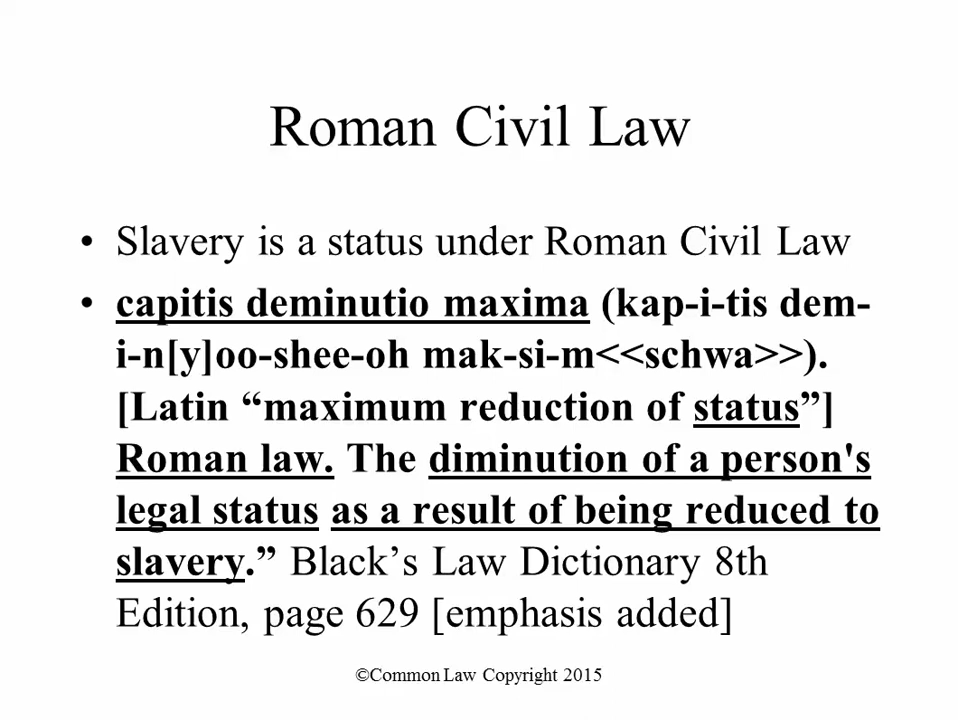 Roman Civil Law
• Slavery is a status under Roman Civil Law
• capitis deminutio maxima (kap-i-tis dem-
i-n[y]oo-shee-oh mak-si-m<<schwa>>).
[Latin “maximum reduction of status”]
Roman law. The diminution of a person's
legal status as a result of being reduced to
slavery.” Black’s Law Dictionary 8th
Edition, page 629 [emphasis added]
©Common Law Copyright 2015